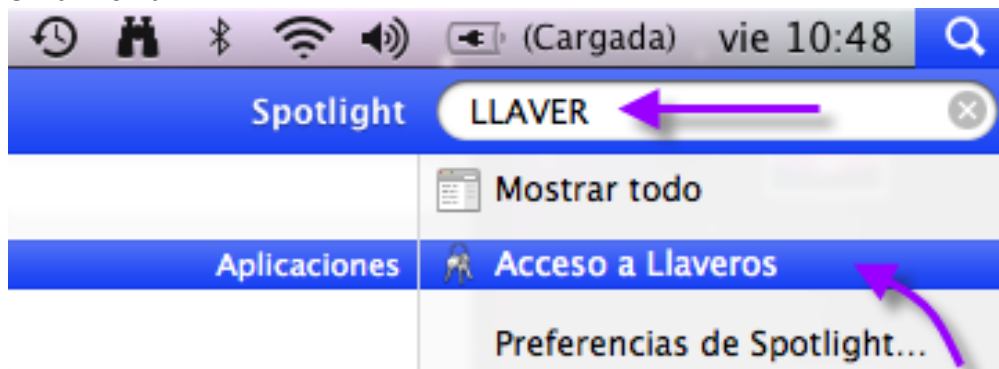 (Cargada) vie 10:48
Spotlight LLAVER
Mostrar todo
Aplicaciones Acceso a Llaveros
Preferencias de Spotlight...